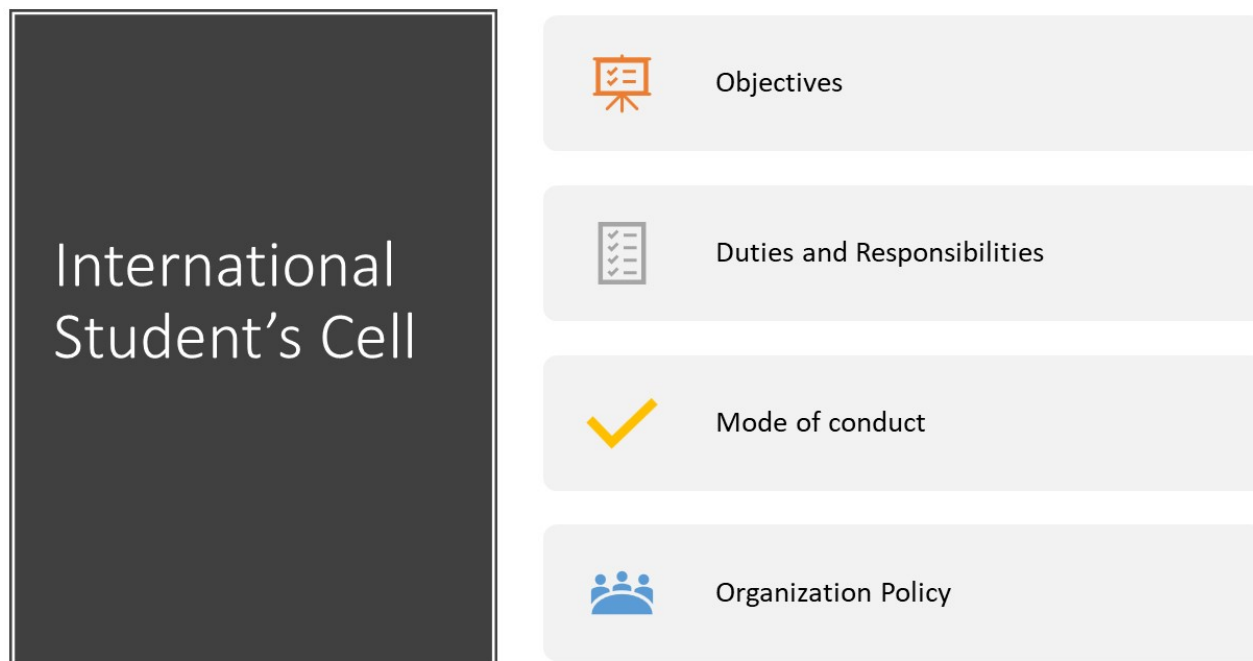 International
Student’s Cell
Objectives
Duties and Responsibilities
Mode of conduct
Organization Policy